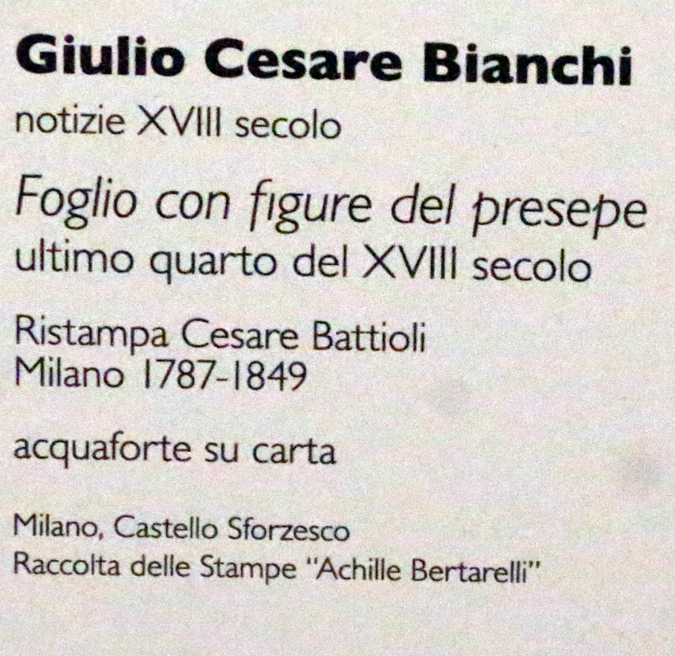 Giulio Cesare Bianchi
notizie XVIII secolo
Foglio con figure del presepe
ultimo quarto del XVIII secolo
Ristampa Cesare Battioli
Milano 1787-1849
acquaforte su carta
Milano, Castello Sforzesco
Raccolta delle Stampe "Achille Bertarelli"